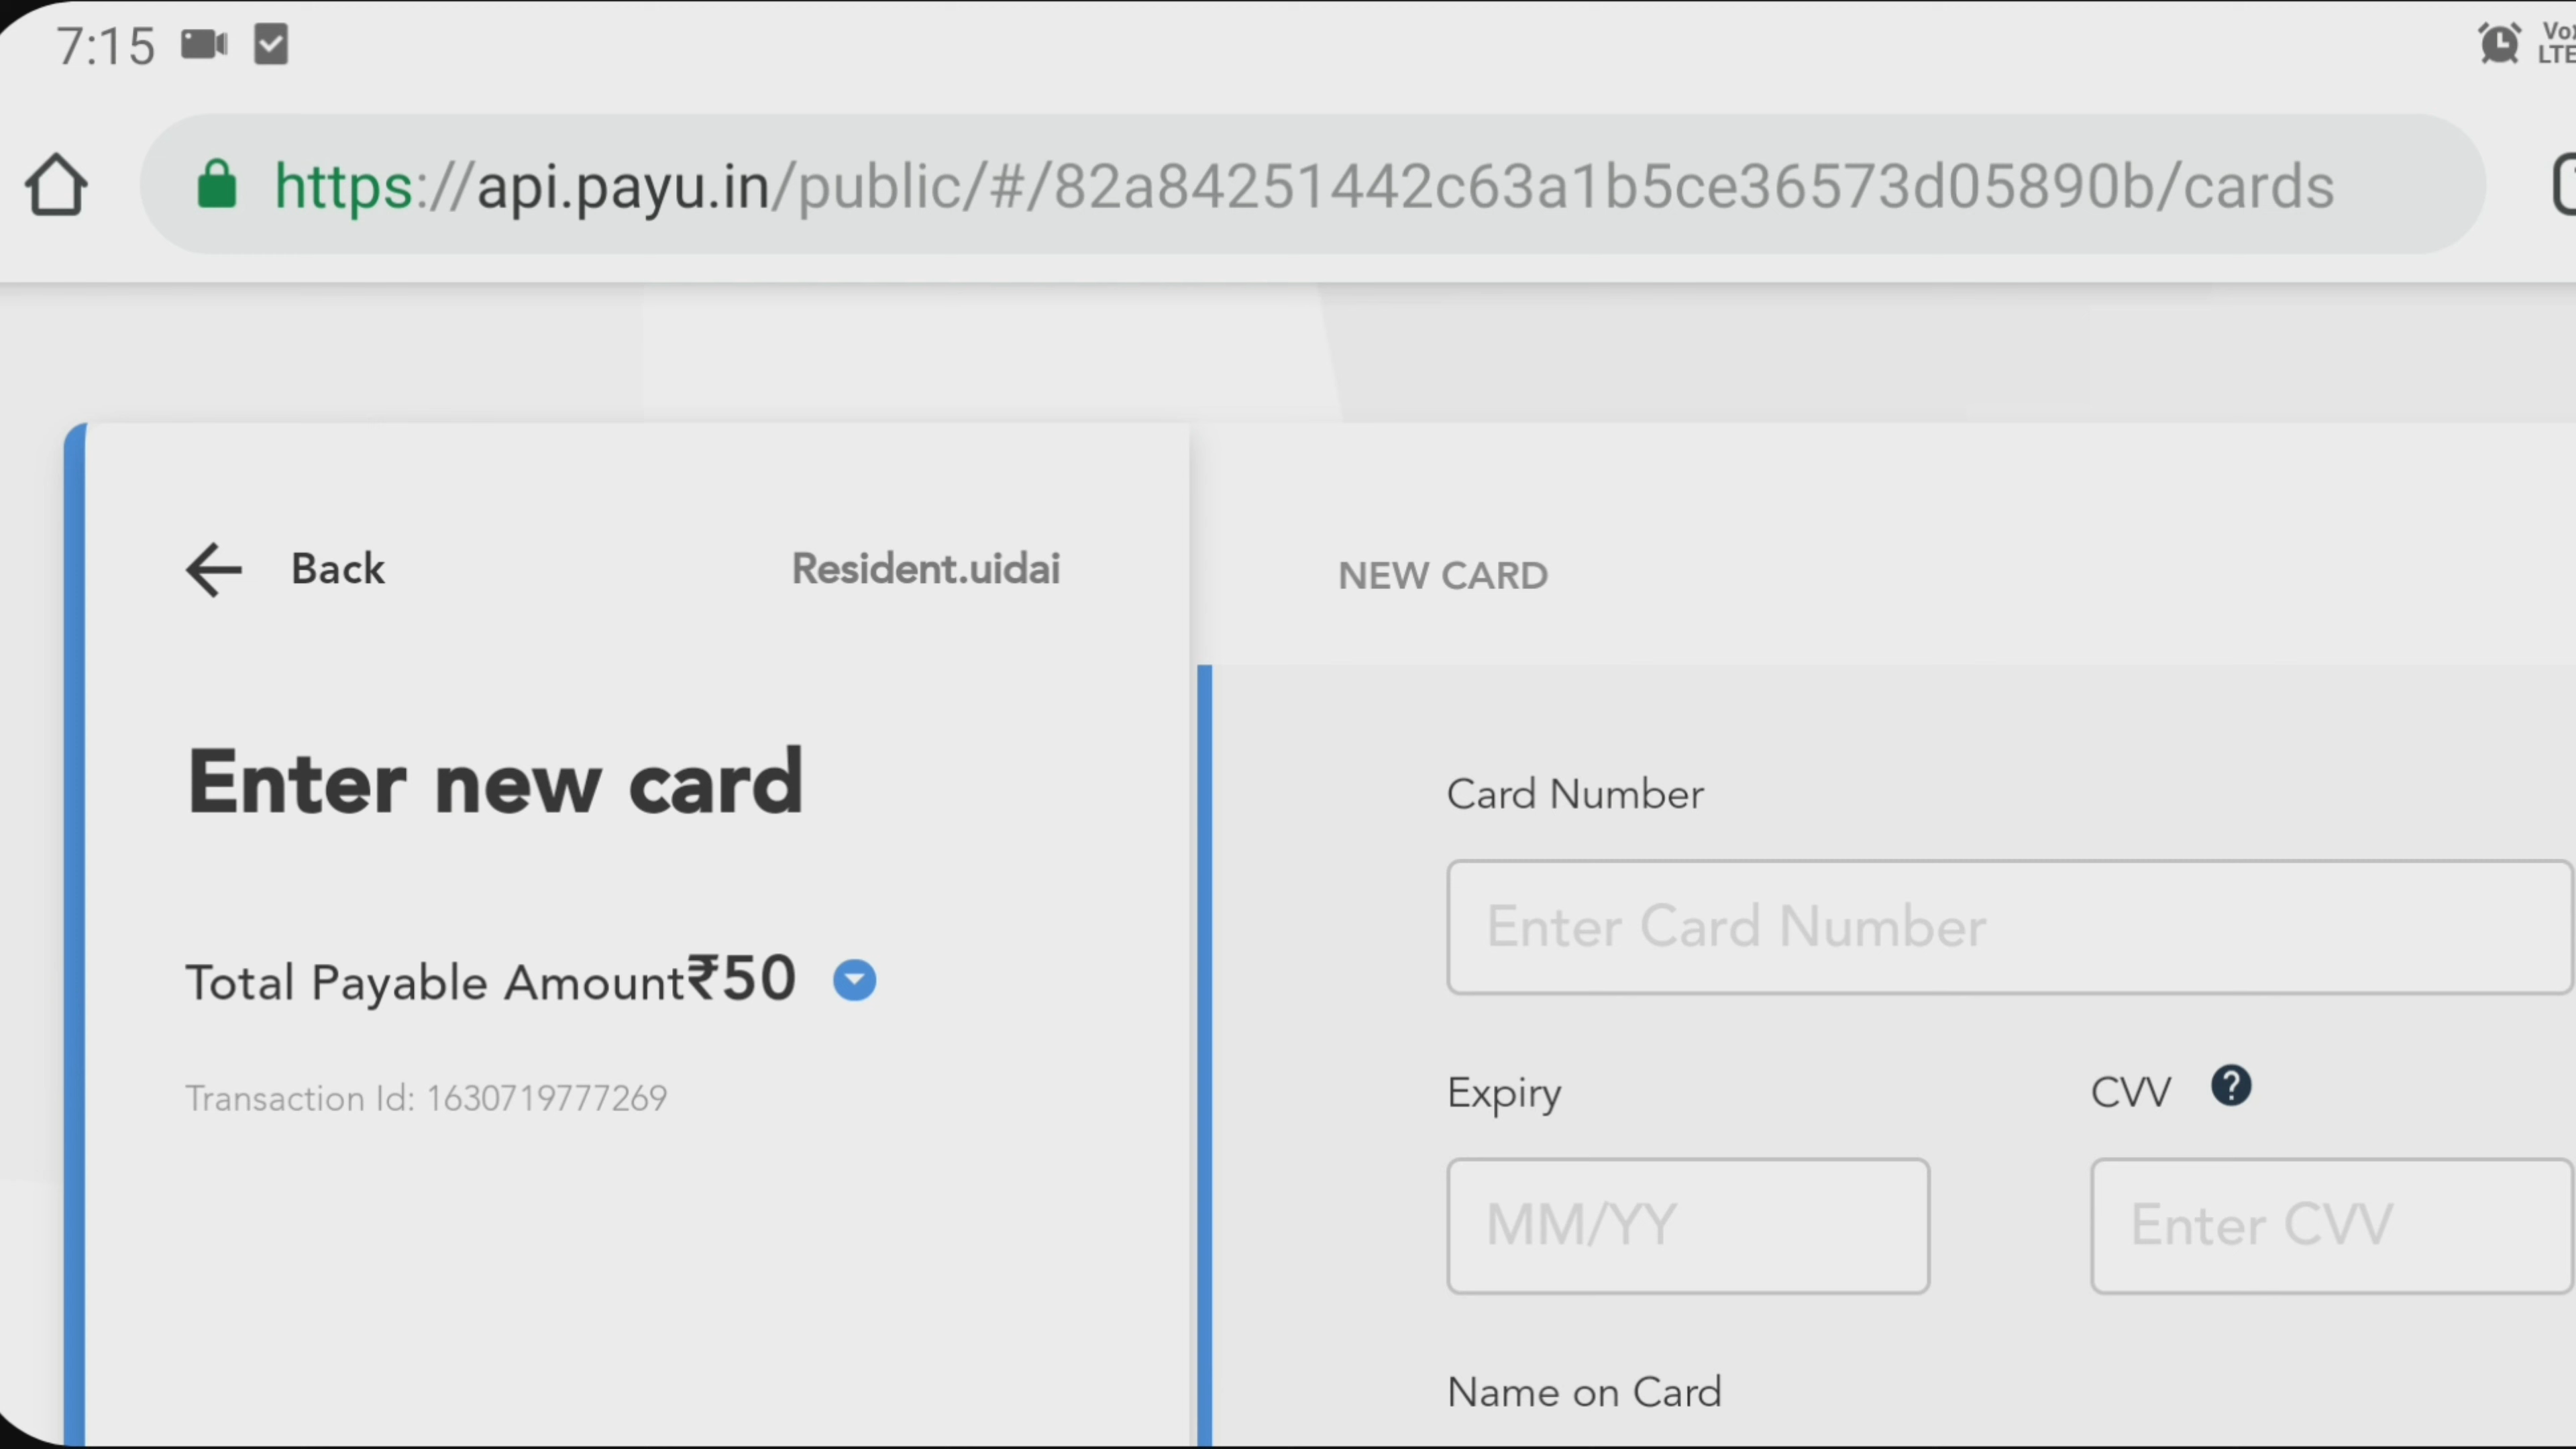 7:15
LTE
https://api.payu.in/public/#/82a84251442c63a1b5ce36573d05890b/cards
Back
Resident.uidai
NEW CARD
Enter new card
Card Number
Enter Card Number
Total Payable Amount₹50
Transaction Id: 1630719777269
Expiry
CVV ?
MM/YY
Enter CVV
Name on Card